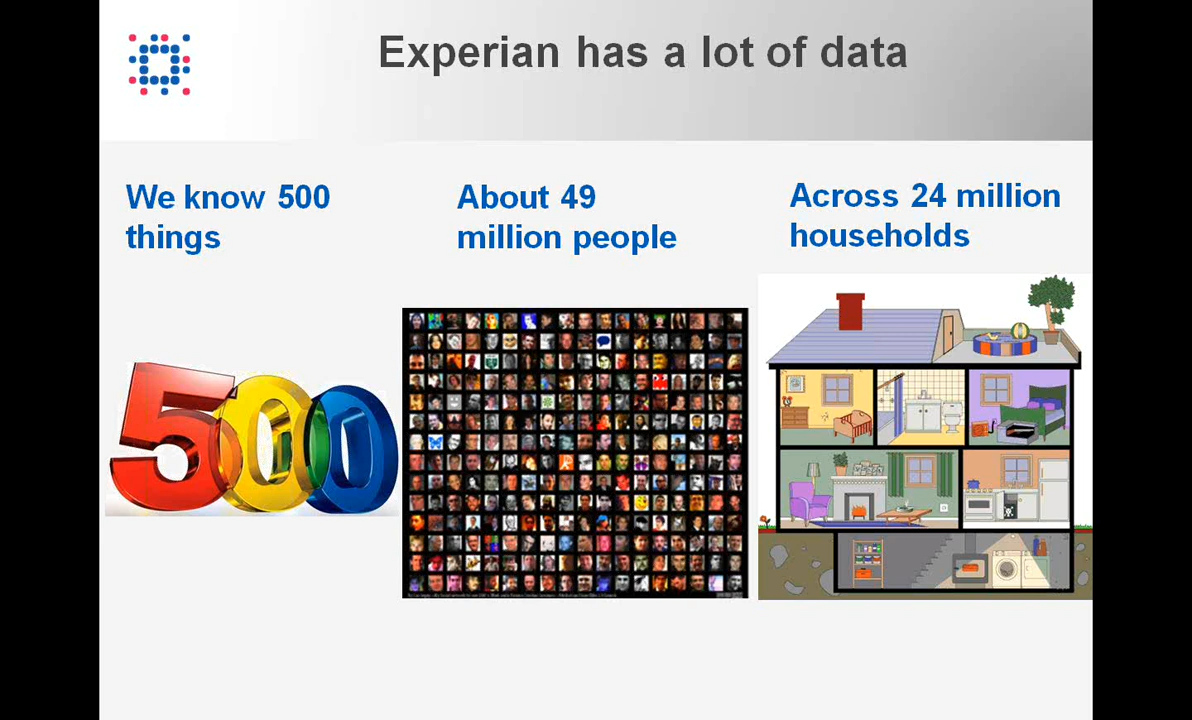 Experian has a lot of data
We know 500
things
About 49
million people
Across 24 million
households
500